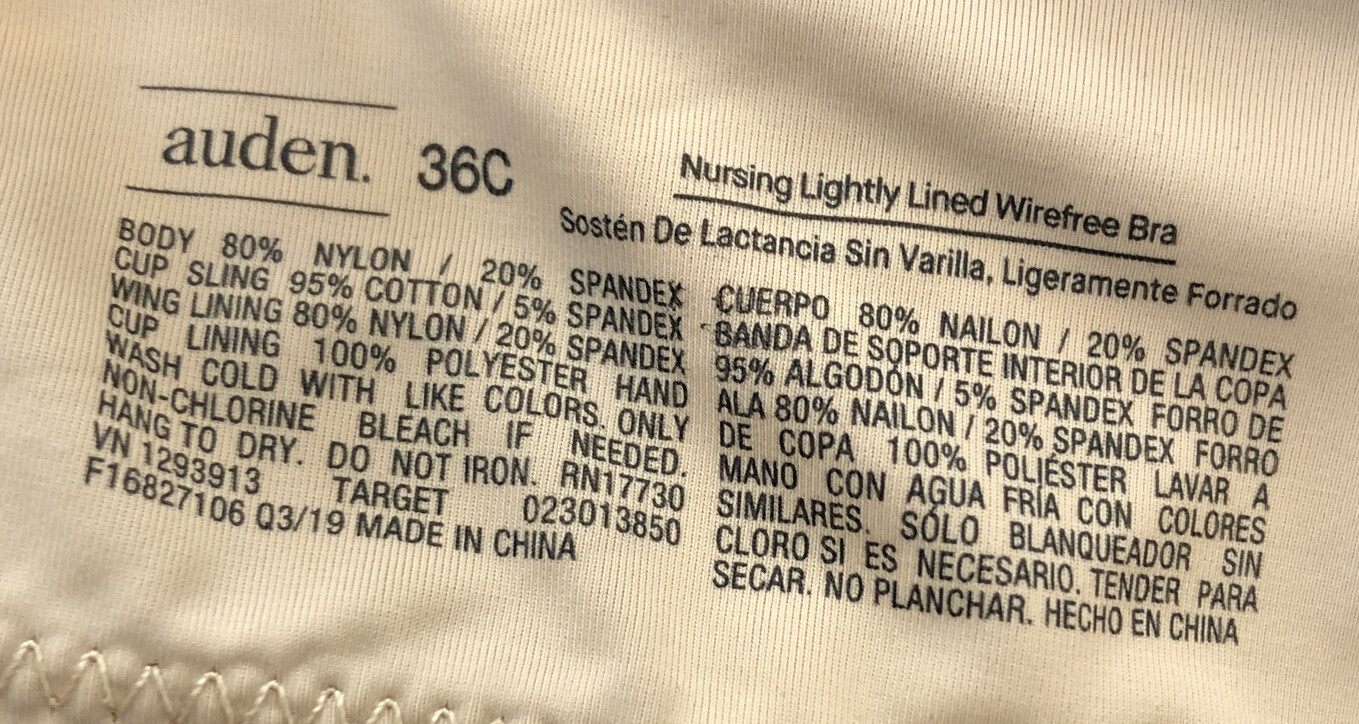 auden. 36C
Nursing Lightly Lined Wirefree Bra
Sostén De Lactancia Sin Varilla, Ligeramente Forrado
BODY 80% NYLON / 20% SPANDEX
CUP SLING 95% COTTON / 5% SPANDEX
WING LINING 80% NYLON / 20% SPANDEX
CUP LINING 100% POLYESTER HAND
WASH COLD WITH LIKE COLORS. ONLY
NON-CHLORINE BLEACH IF NEEDED.
HANG TO DRY. DO NOT IRON. RN17730
VN 1293913 TARGET 023013850
F16827106 Q3/19 MADE IN CHINA
CUERPO 80% NAILON / 20% SPANDEX
BANDA DE SOPORTE INTERIOR DE LA COPA
95% ALGODÓN / 5% SPANDEX FORRO DE
ALA 80% NAILON / 20% SPANDEX FORRO
DE COPA 100% POLIÉSTER LAVAR A
MANO CON AGUA FRÍA CON COLORES
SIMILARES. SÓLO BLANQUEADOR SIN
CLORO SI ES NECESARIO. TENDER PARA
SECAR. NO PLANCHAR. HECHO EN CHINA